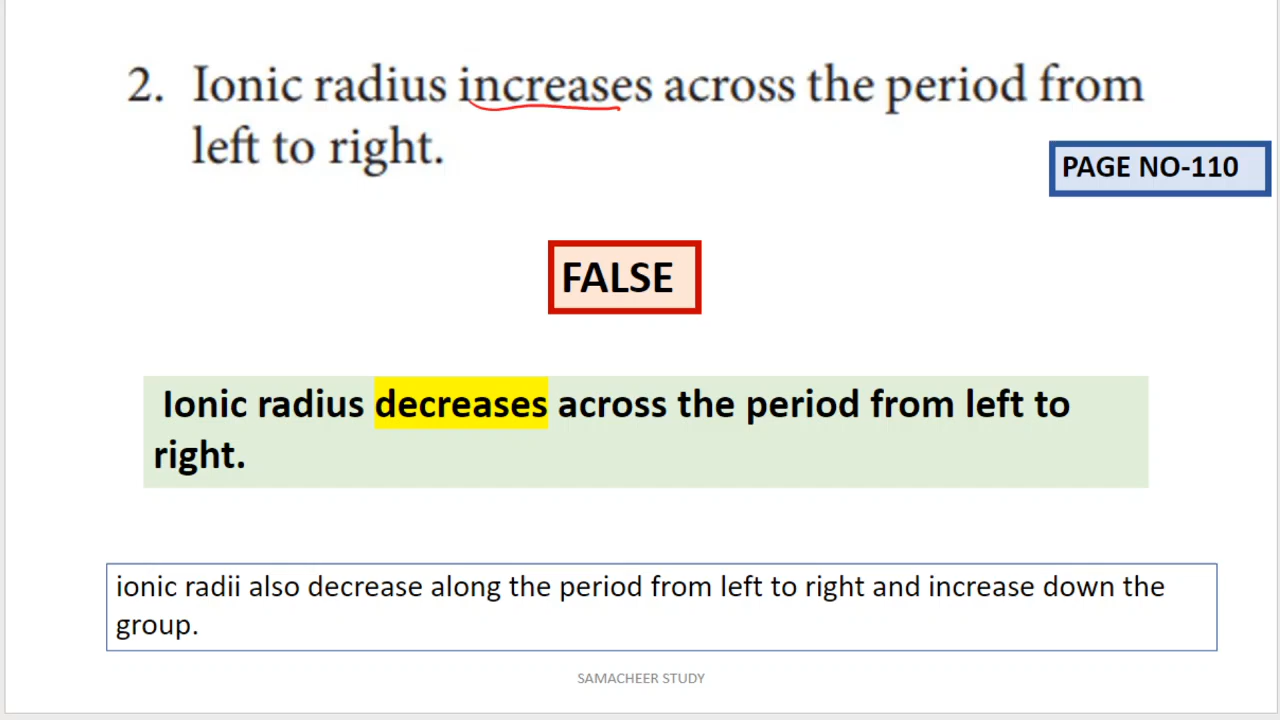 2. Ionic radius increases across the period from
left to right.
PAGE NO-110
FALSE
Ionic radius decreases across the period from left to
right.
ionic radii also decrease along the period from left to right and increase down the
group.
SAMACHEER STUDY